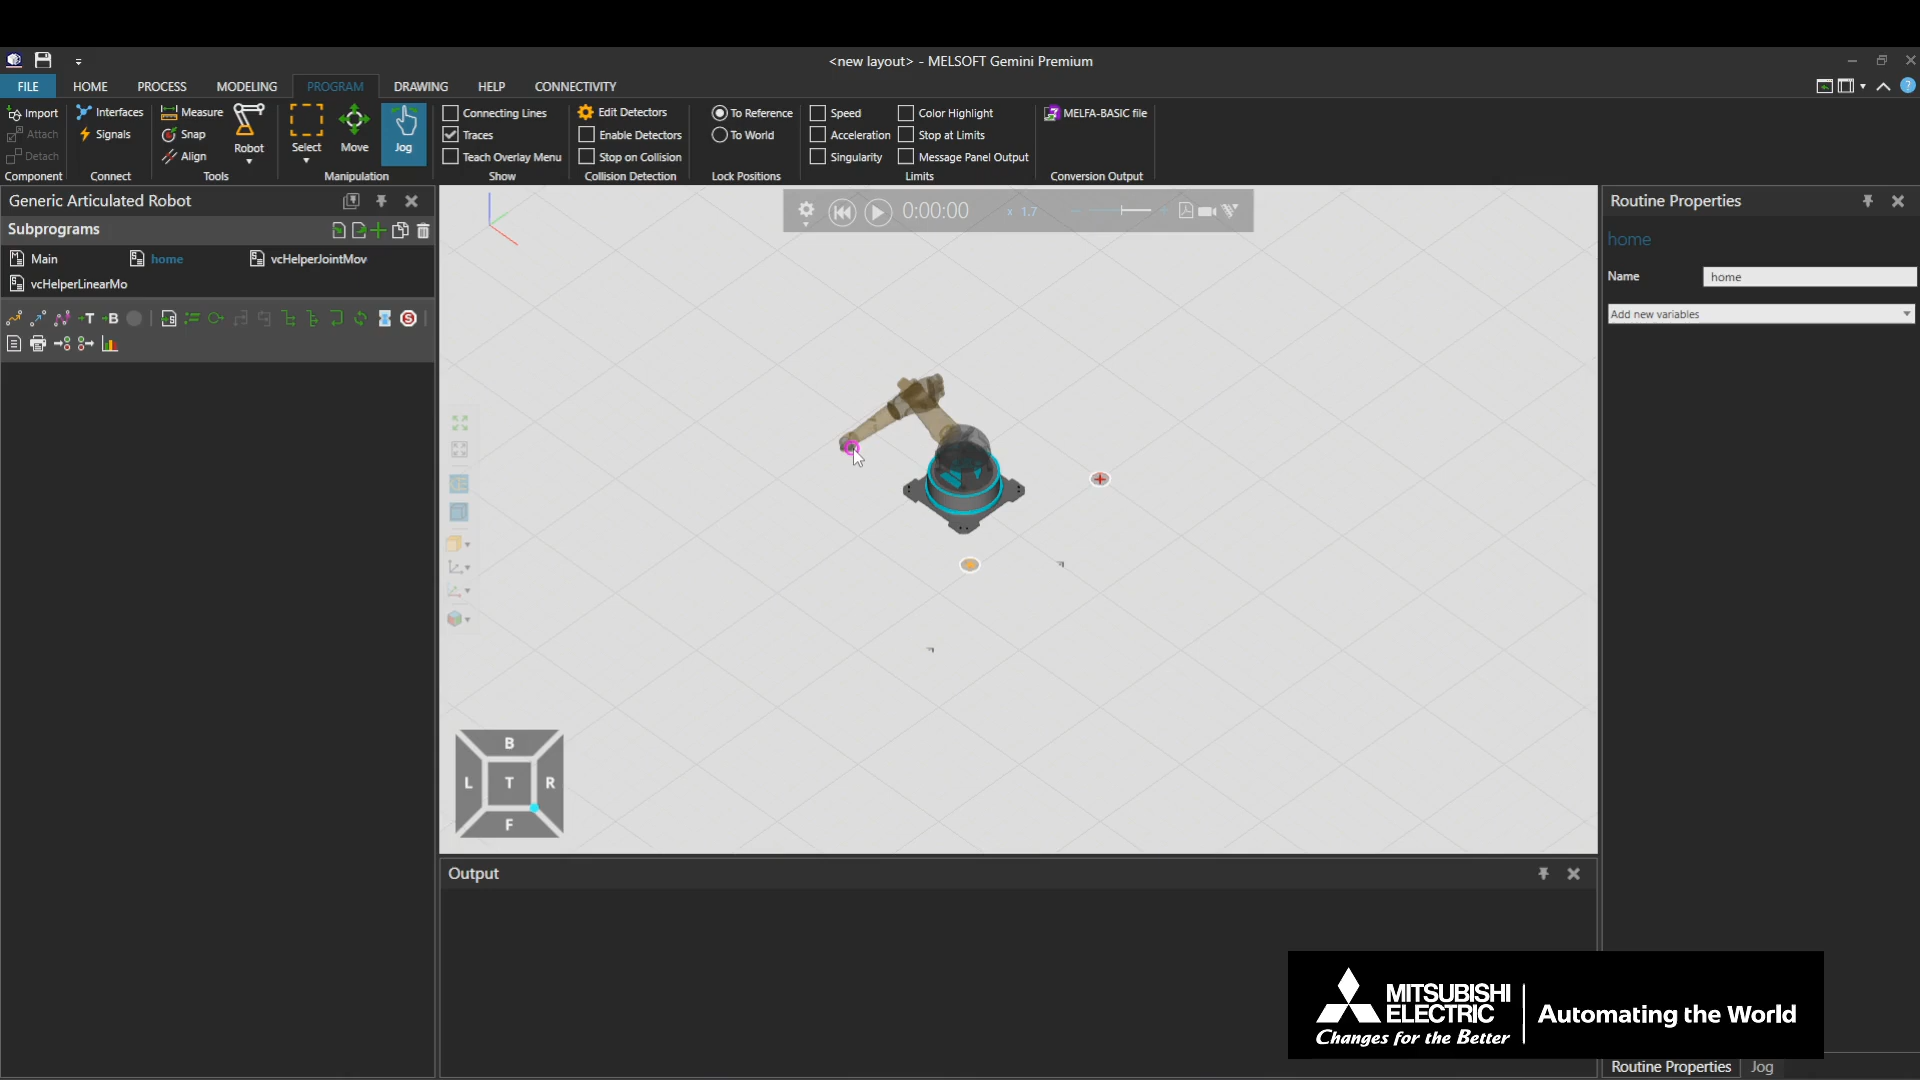 <new layout> - MELSOFT Gemini Premium
FILE HOME PROCESS MODELING PROGRAM DRAWING HELP CONNECTIVITY
Import Interfaces Measure Connecting Lines Edit Detectors To Reference Speed Color Highlight MELFA-BASIC file
Attach Signals Snap Traces Enable Detectors To World Acceleration Stop at Limits
Robot Select Move Jog
Detach Align Teach Overlay Menu Stop on Collision Singularity Message Panel Output
Component Connect Tools Manipulation Show Collision Detection Lock Positions Limits Conversion Output
Generic Articulated Robot
Subprograms
Main home vcHelperJointMov
vcHelperLinearMo
T B S
0:00:00 x 1.7
Routine Properties
home
Name home
Add new variables
B
L T R
F
Output
MITSUBISHI
ELECTRIC
Changes for the Better
Automating the World
Routine Properties Jog